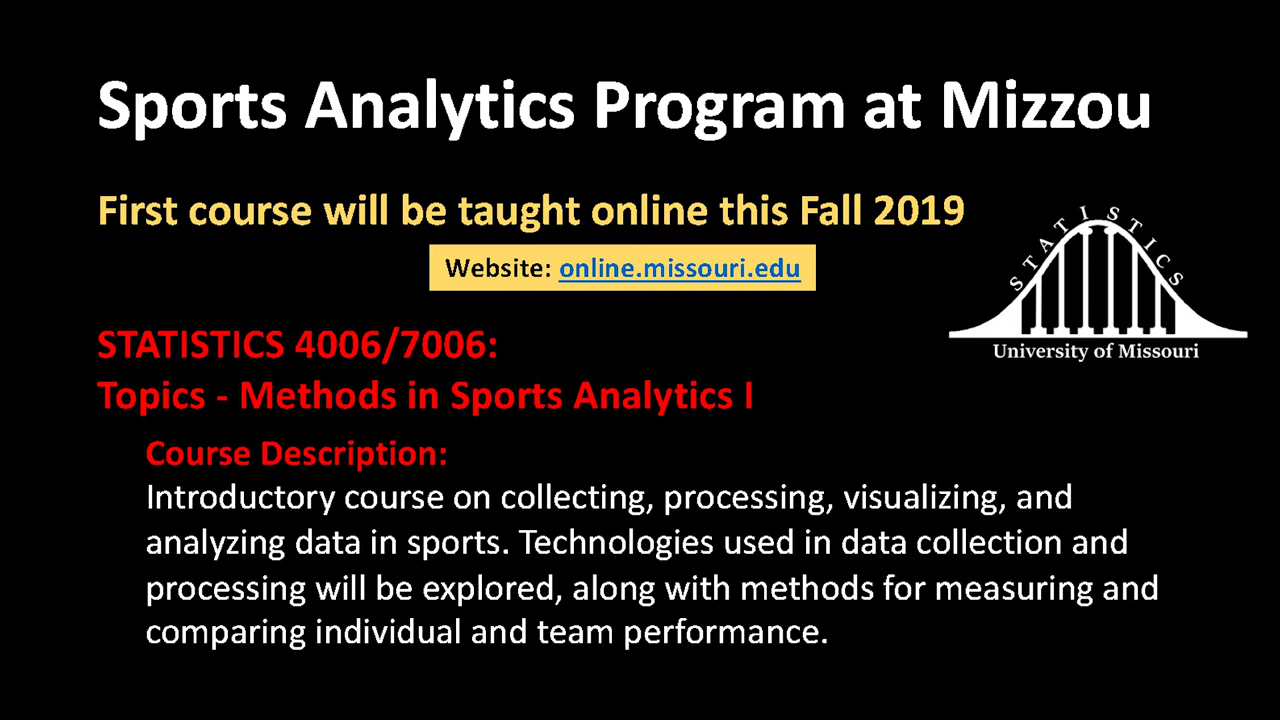 Sports Analytics Program at Mizzou
First course will be taught online this Fall 2019
Website: online.missouri.edu
STATISTICS
University of Missouri
STATISTICS 4006/7006:
Topics - Methods in Sports Analytics I
Course Description:
Introductory course on collecting, processing, visualizing, and
analyzing data in sports. Technologies used in data collection and
processing will be explored, along with methods for measuring and
comparing individual and team performance.